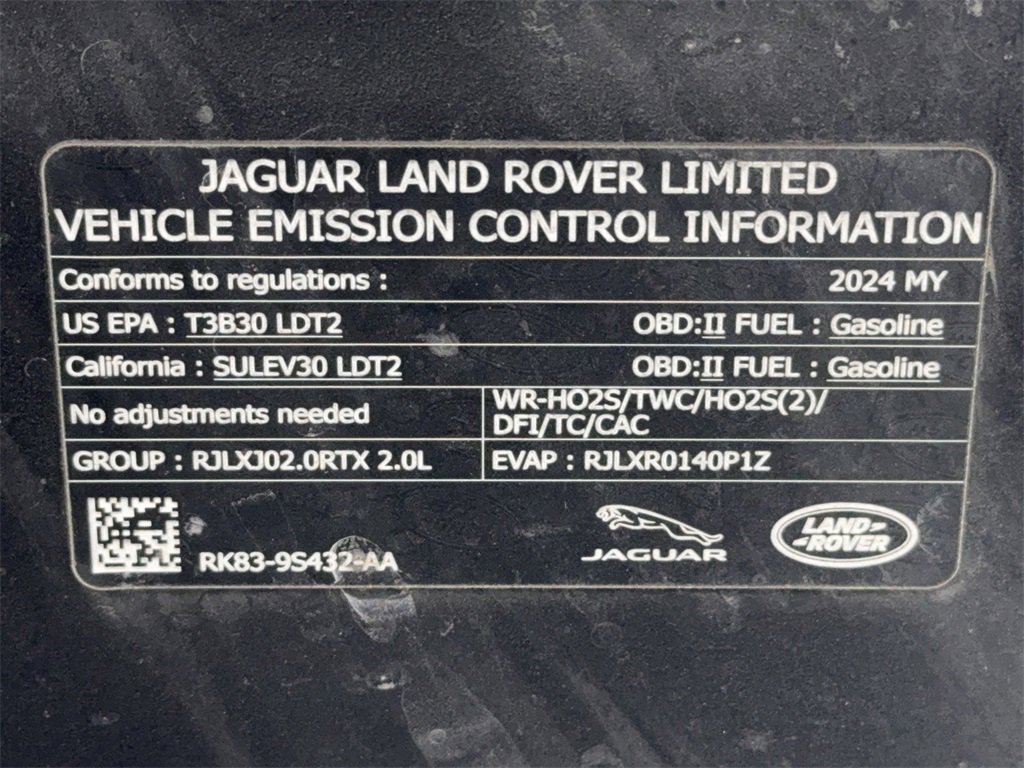 JAGUAR LAND ROVER LIMITED
VEHICLE EMISSION CONTROL INFORMATION
Conforms to regulations : 2024 MY
US EPA : T3B30 LDT2 OBD:II FUEL : Gasoline
California : SULEV30 LDT2 OBD:II FUEL : Gasoline
No adjustments needed
WR-HO2S/TWC/HO2S(2)/
DFI/TC/CAC
GROUP : RJLXJ02.0RTX 2.0L EVAP : RJLXR0140P1Z
RK83-9S432-AA
JAGUAR
LAND-
-ROVER